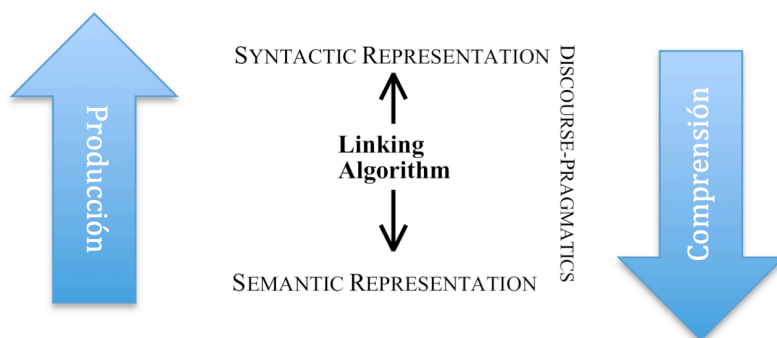 Producción
SYNTACTIC REPRESENTATION
Linking
Algorithm
SEMANTIC REPRESENTATION
DISCOURSE-PRAGMATICS
Comprensión